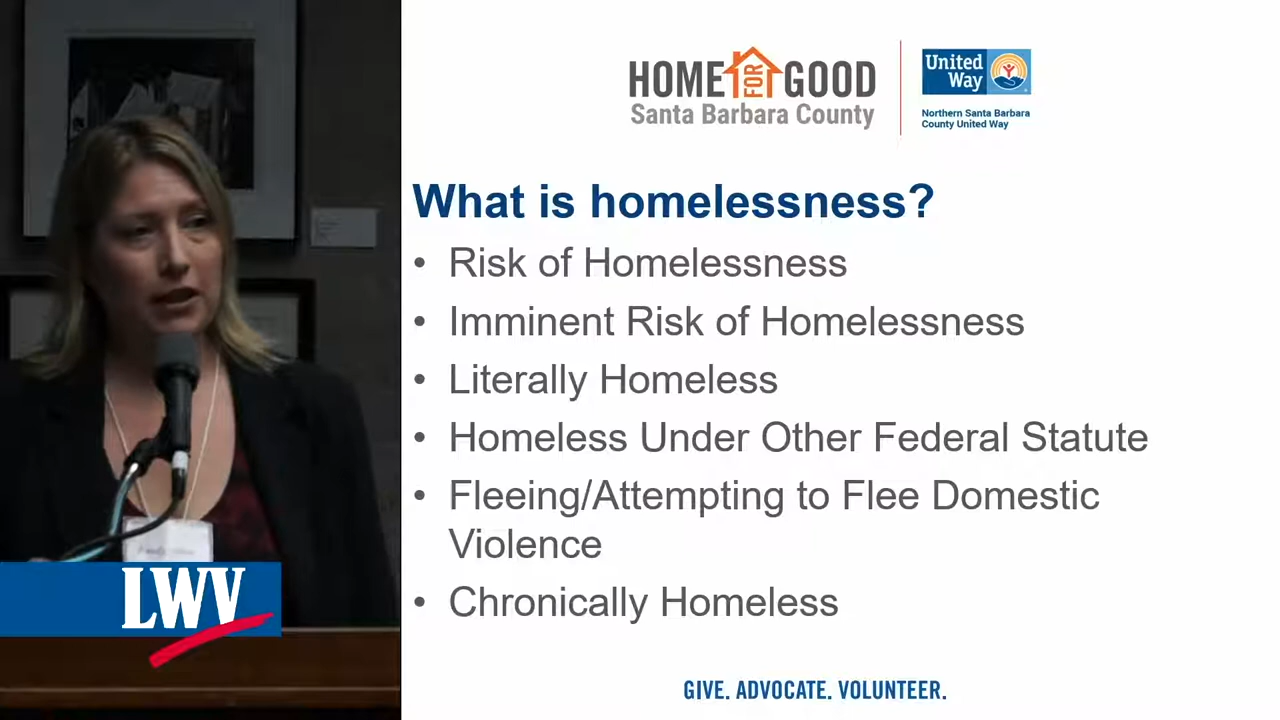 HOME FOR GOOD
Santa Barbara County
United
Way
Northern Santa Barbara
County United Way
What is homelessness?
• Risk of Homelessness
• Imminent Risk of Homelessness
• Literally Homeless
• Homeless Under Other Federal Statute
• Fleeing/Attempting to Flee Domestic
Violence
• Chronically Homeless
GIVE. ADVOCATE. VOLUNTEER.
LWV